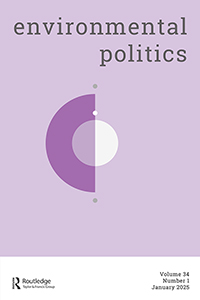 environmental
politics
Routledge
Taylor & Francis Group
Volume 34
Number 1
January 2025